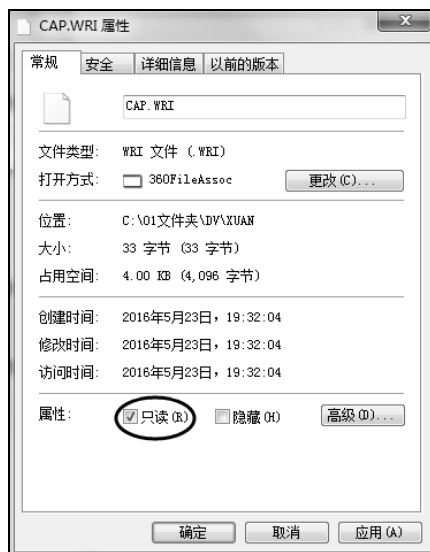 CAP.WRI 属性
常规 安全 详细信息 以前的版本
CAP.WRI
文件类型: WRI 文件 (.WRI)
打开方式: 360FileAssoc 更改(C)...
位置: C:\01文件夹\DV\XUAN
大小: 33 字节 (33 字节)
占用空间: 4.00 KB (4,096 字节)
创建时间: 2016年5月23日，19:32:04
修改时间: 2016年5月23日，19:32:04
访问时间: 2016年5月23日，19:32:04
属性: 只读(R) 隐藏(H) 高级(D)...
确定 取消 应用(A)